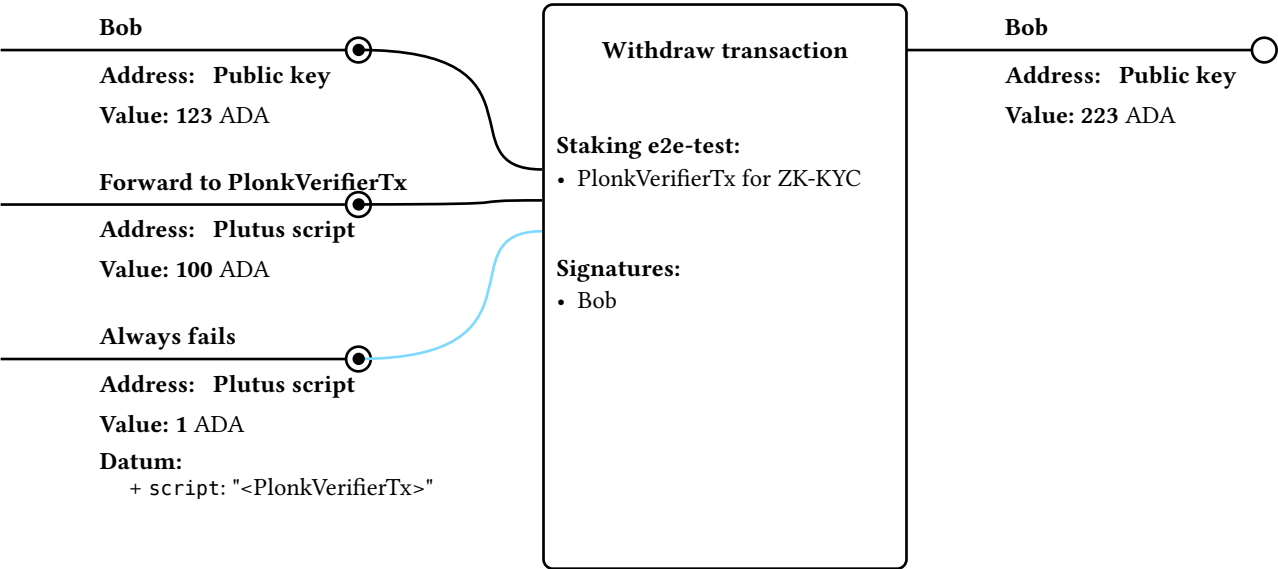 Bob
Address: Public key
Value: 123 ADA
Forward to PlonkVerifierTx
Address: Plutus script
Value: 100 ADA
Always fails
Address: Plutus script
Value: 1 ADA
Datum:
+ script: "<PlonkVerifierTx>"
Withdraw transaction
Staking e2e-test:
• PlonkVerifierTx for ZK-KYC
Signatures:
• Bob
Bob
Address: Public key
Value: 223 ADA